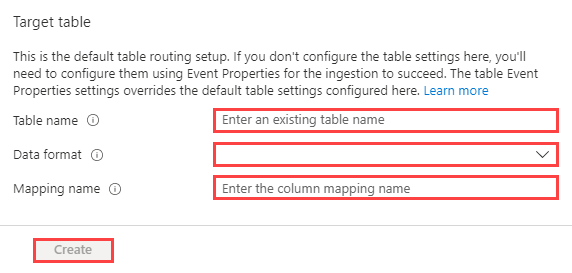 Target table
This is the default table routing setup. If you don't configure the table settings here, you'll
need to configure them using Event Properties for the ingestion to succeed. The table Event
Properties settings overrides the default table settings configured here. Learn more
Table name
Enter an existing table name
Data format
Mapping name
Enter the column mapping name
Create